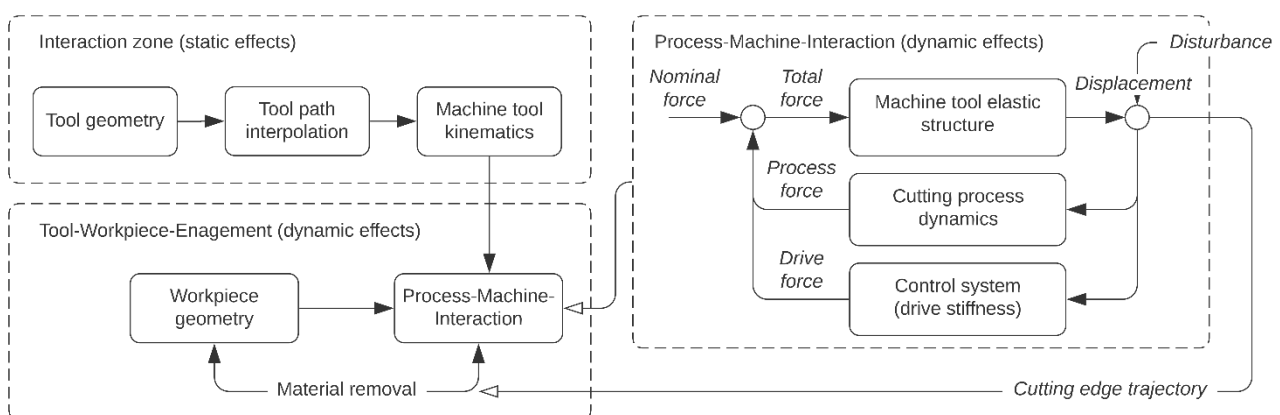 Interaction zone (static effects)
Tool geometry
Tool path
interpolation
Machine tool
kinematics
Tool-Workpiece-Enagement (dynamic effects)
Workpiece
geometry
Process-Machine-
Interaction
Material removal
Process-Machine-Interaction (dynamic effects)
Disturbance
Nominal
force
Total
force
Machine tool elastic
structure
Displacement
Process
force
Cutting process
dynamics
Drive
force
Control system
(drive stiffness)
Cutting edge trajectory